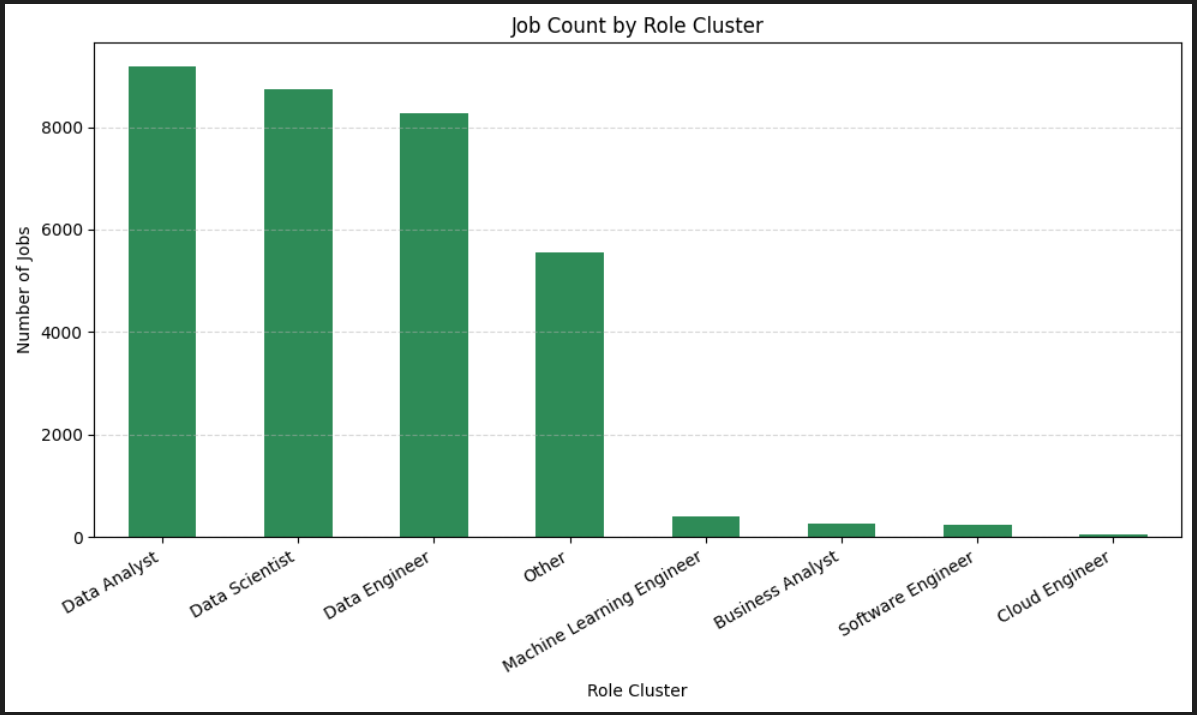 Job Count by Role Cluster
Number of Jobs
8000
6000
4000
2000
0
Data Analyst
Data Scientist
Data Engineer
Other
Machine Learning Engineer
Business Analyst
Software Engineer
Cloud Engineer
Role Cluster